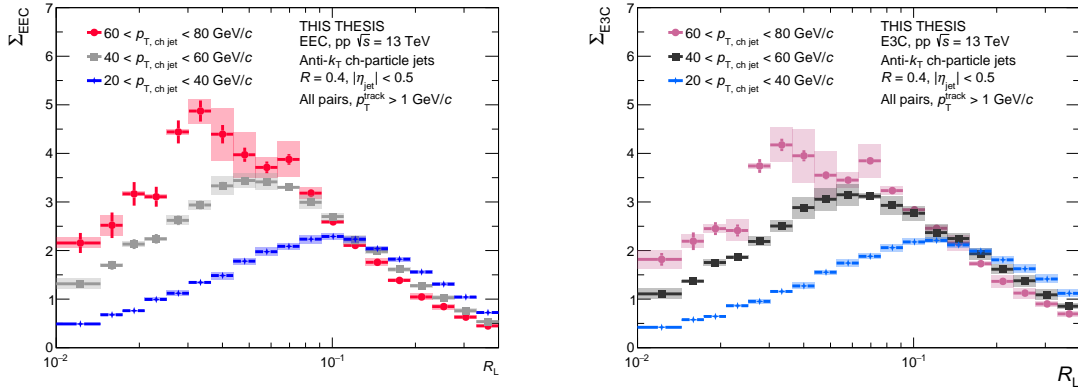 Σ_EEC
7
6
5
4
3
2
1
0
60 < p_T, ch jet < 80 GeV/c
40 < p_T, ch jet < 60 GeV/c
20 < p_T, ch jet < 40 GeV/c
THIS THESIS
EEC, pp √s = 13 TeV
Anti-k_T ch-particle jets
R = 0.4, |η_jet| < 0.5
All pairs, p_T^track > 1 GeV/c
10^−2
10^−1
R_L
Σ_E3C
7
6
5
4
3
2
1
0
60 < p_T, ch jet < 80 GeV/c
40 < p_T, ch jet < 60 GeV/c
20 < p_T, ch jet < 40 GeV/c
THIS THESIS
E3C, pp √s = 13 TeV
Anti-k_T ch-particle jets
R = 0.4, |η_jet| < 0.5
All pairs, p_T^track > 1 GeV/c
10^−2
10^−1
R_L